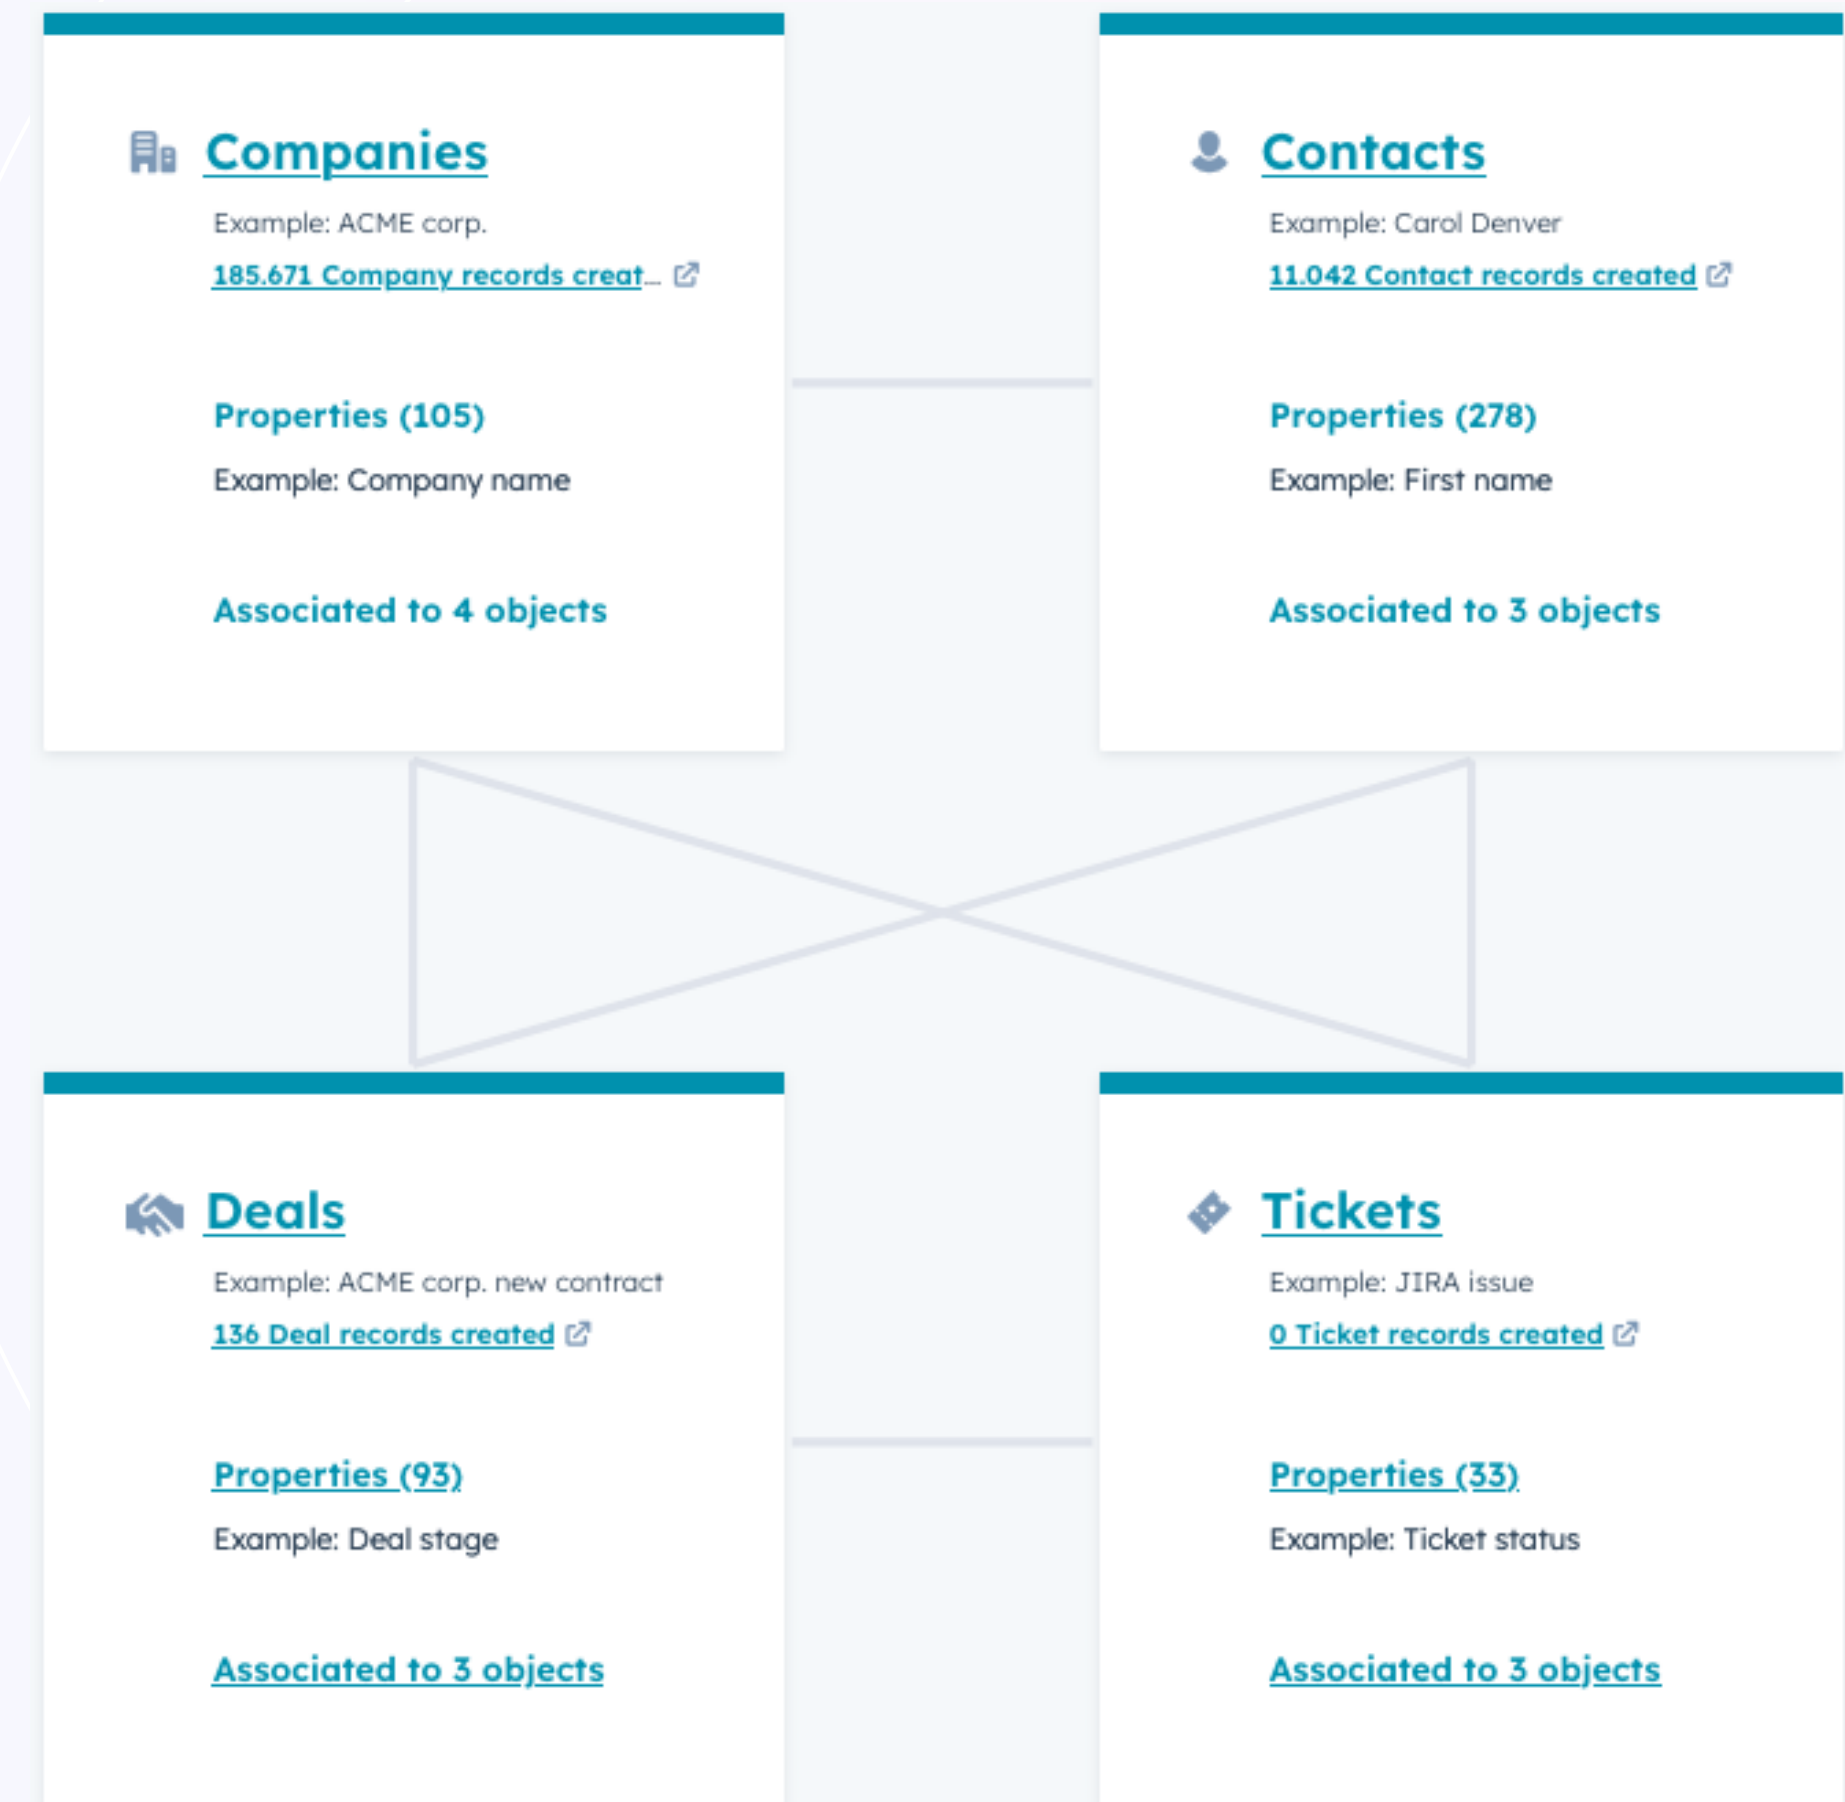 Companies
Example: ACME corp.
185.671 Company records creat...
Properties (105)
Example: Company name
Associated to 4 objects
Contacts
Example: Carol Denver
11.042 Contact records created
Properties (278)
Example: First name
Associated to 3 objects
Deals
Example: ACME corp. new contract
136 Deal records created
Properties (93)
Example: Deal stage
Associated to 3 objects
Tickets
Example: JIRA issue
0 Ticket records created
Properties (33)
Example: Ticket status
Associated to 3 objects